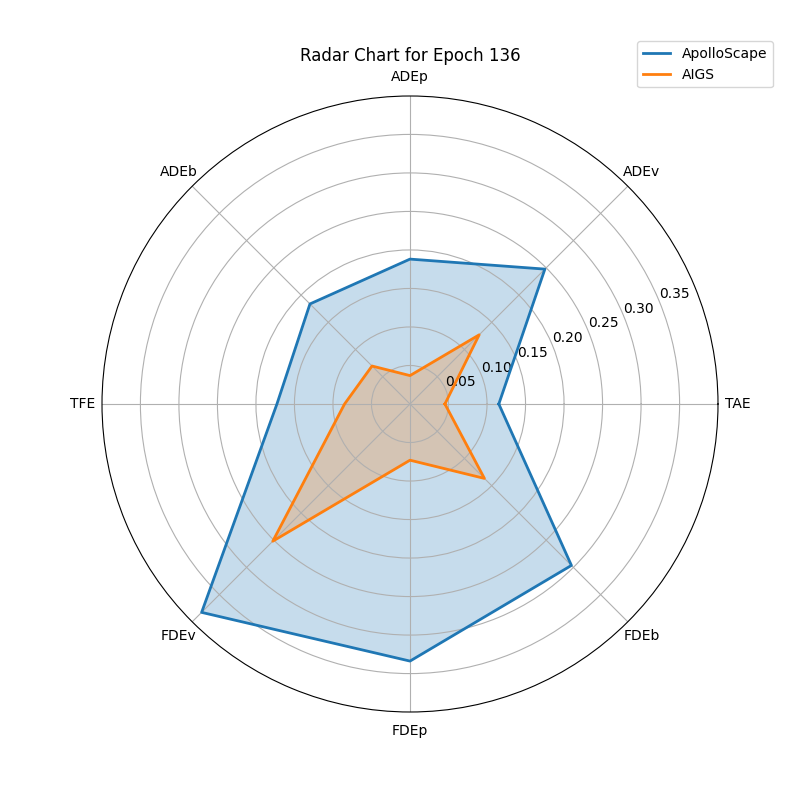 Radar Chart for Epoch 136
ApolloScape
AIGS
ADEp
ADEb
ADEv
0.35
0.30
0.25
0.20
0.15
0.10
0.05
TFE
TAE
FDEv
FDEb
FDEp